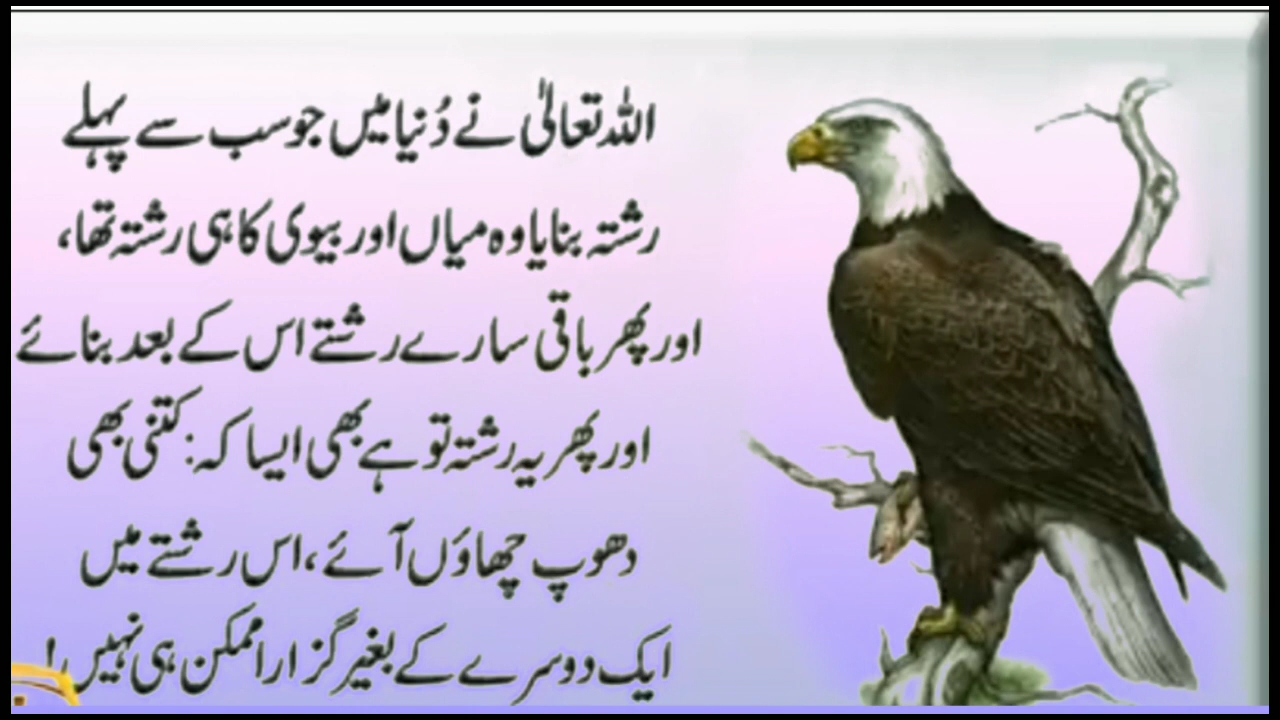 اللہ تعالیٰ نے دُنیا میں جو سب سے پہلے
رشتہ بنایا وہ میاں اور بیوی کا ہی رشتہ تھا،
اور پھر باقی سارے رشتے اس کے بعد بنائے
اور پھر یہ رشتہ تو ہے بھی ایسا کہ: کتنی بھی
دھوپ چھاؤں آئے، اس رشتے میں
ایک دوسرے کے بغیر گزارا ممکن ہی نہیں!